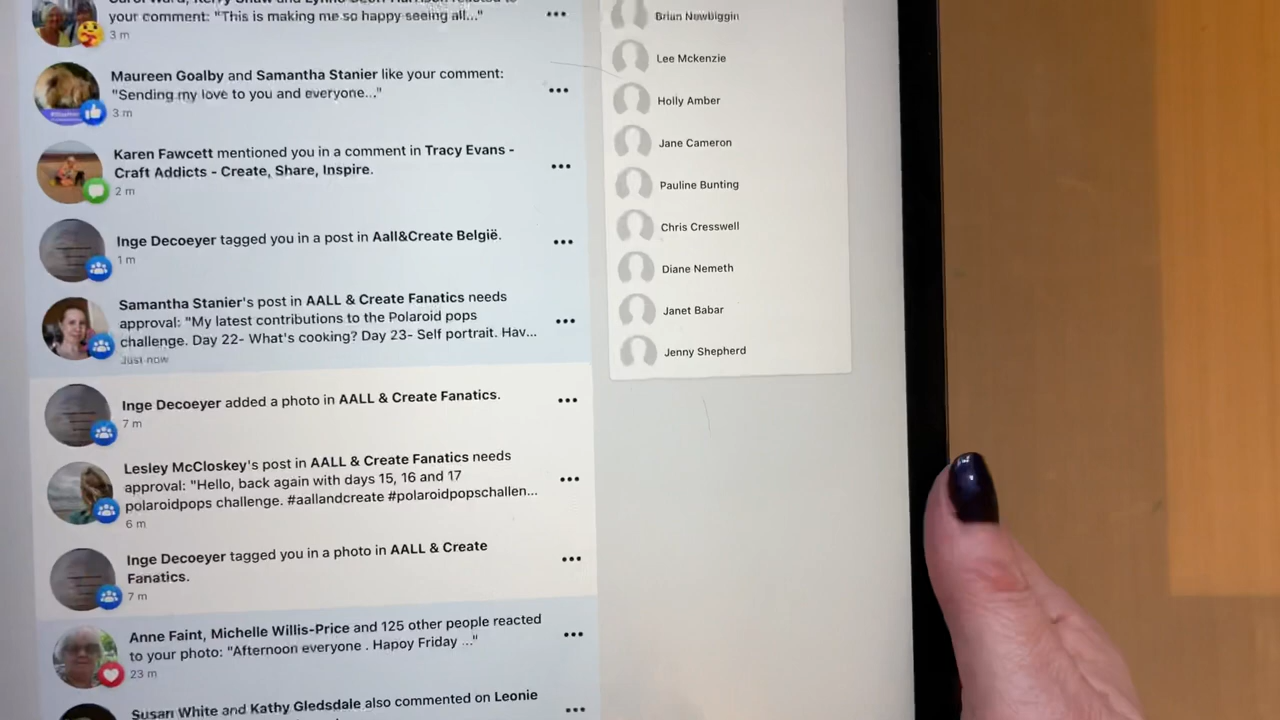 your comment: "This is making me so happy seeing all..."
3 m
Maureen Goalby and Samantha Stanier like your comment:
"Sending my love to you and everyone..."
3 m
Karen Fawcett mentioned you in a comment in Tracy Evans -
Craft Addicts - Create, Share, Inspire.
2 m
Inge Decoeyer tagged you in a post in Aall&Create België.
1 m
Samantha Stanier's post in AALL & Create Fanatics needs
approval: "My latest contributions to the Polaroid pops
challenge. Day 22- What's cooking? Day 23- Self portrait. Hav...
Just now
Inge Decoeyer added a photo in AALL & Create Fanatics.
7 m
Lesley McCloskey's post in AALL & Create Fanatics needs
approval: "Hello, back again with days 15, 16 and 17
polaroidpops challenge. #aallandcreate #polaroidpopschallen...
6 m
Inge Decoeyer tagged you in a photo in AALL & Create
Fanatics.
7 m
Anne Faint, Michelle Willis-Price and 125 other people reacted
to your photo: "Afternoon everyone . Hapoy Friday ..."
23 m
Susan White and Kathy Gledsdale also commented on Leonie
Brian Newbiggin
Lee Mckenzie
Holly Amber
Jane Cameron
Pauline Bunting
Chris Cresswell
Diane Nemeth
Janet Babar
Jenny Shepherd